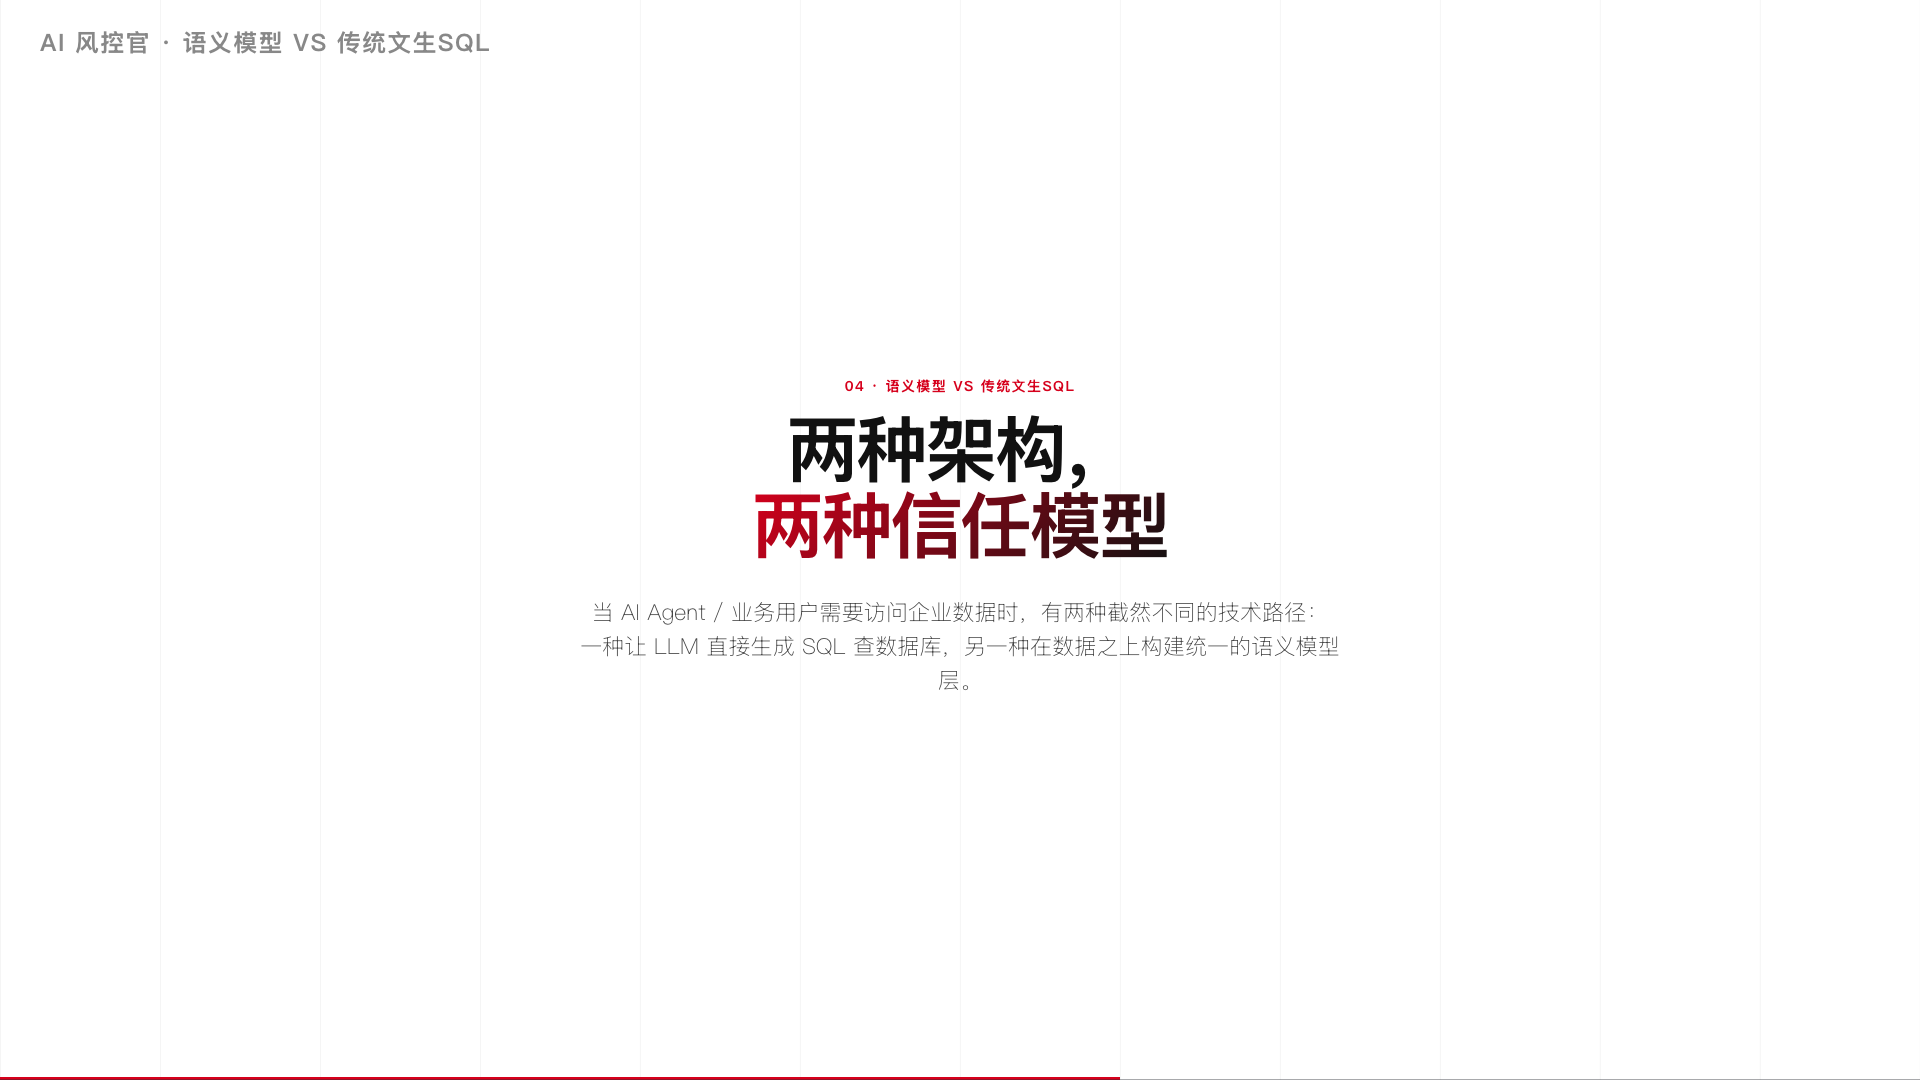 AI 风控官 · 语义模型 VS 传统文生SQL
04 · 语义模型 VS 传统文生SQL
两种架构，
两种信任模型
当 AI Agent / 业务用户需要访问企业数据时，有两种截然不同的技术路径：
一种让 LLM 直接生成 SQL 查数据库，另一种在数据之上构建统一的语义模型
层。